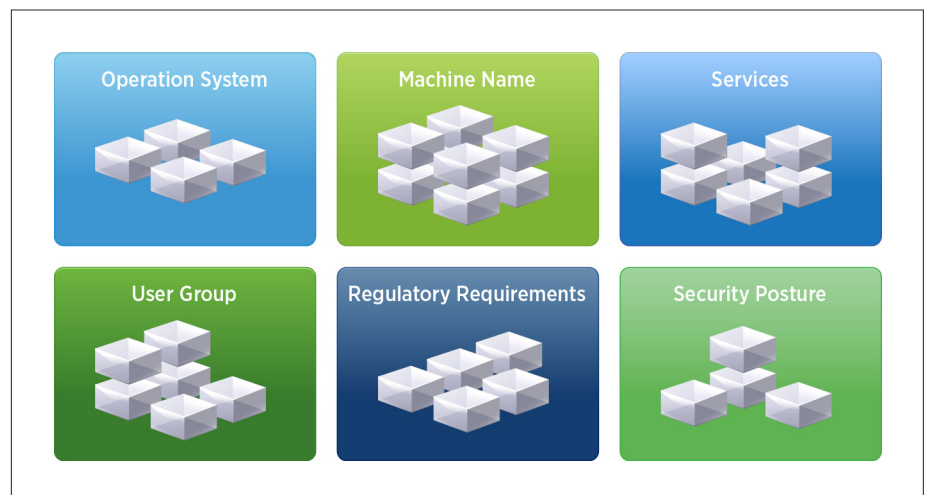 Operation System
Machine Name
Services
User Group
Regulatory Requirements
Security Posture